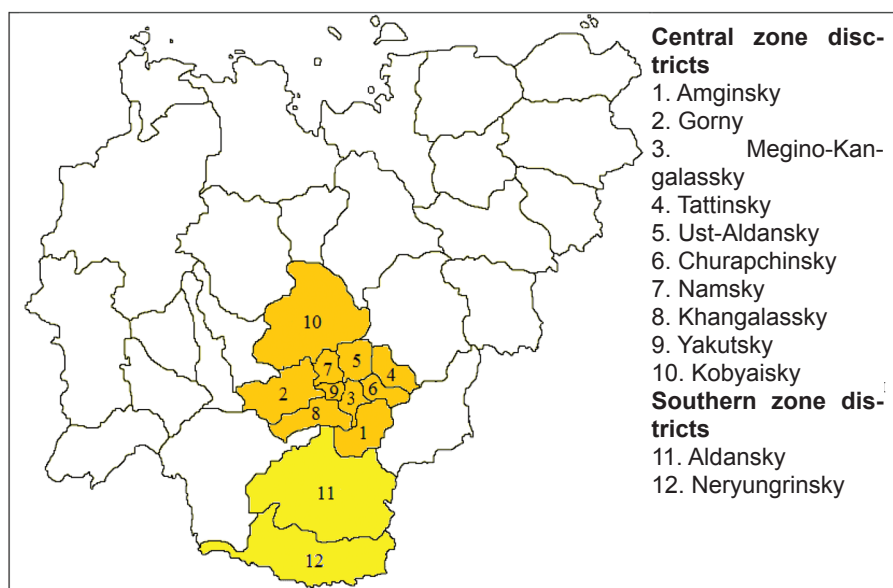 10
7
5
4
2
9
3
6
8
1
11
12
Central zone disc-
tricts
1. Amginsky
2. Gorny
3. Megino-Kan-
galassky
4. Tattinsky
5. Ust-Aldansky
6. Churapchinsky
7. Namsky
8. Khangalassky
9. Yakutsky
10. Kobyaisky
Southern zone dis-
tricts
11. Aldansky
12. Neryungrinsky